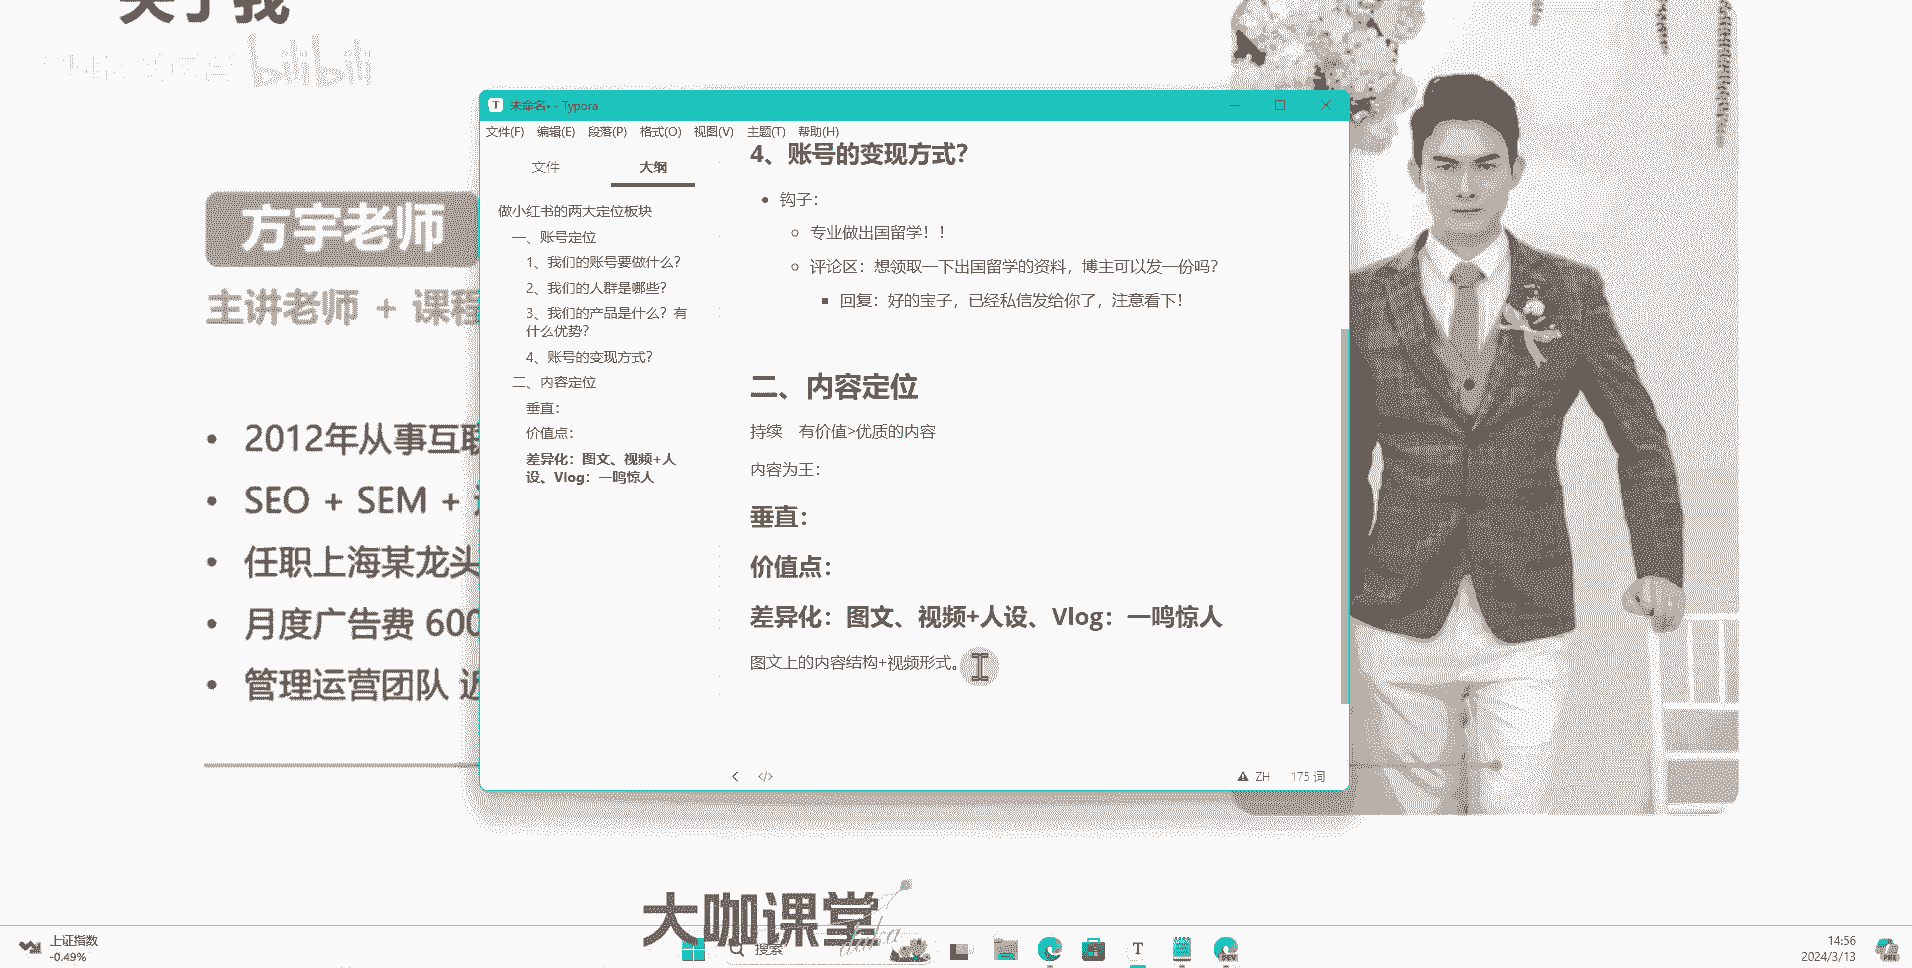 关于我
bilibili
方宇老师
主讲老师 + 课程
• 2012年从事互联
• SEO + SEM +
• 任职上海某龙头
• 月度广告费 600
• 管理运营团队 近
未命名• - Typora
文件(F) 编辑(E) 段落(P) 格式(O) 视图(V) 主题(T) 帮助(H)
文件 大纲
做小红书的两大定位板块
一、账号定位
1、我们的账号要做什么？
2、我们的人群是哪些？
3、我们的产品是什么？有
什么优势？
4、账号的变现方式？
二、内容定位
垂直：
价值点：
差异化：图文、视频+人
设、Vlog：一鸣惊人
4、账号的变现方式？
• 钩子：
专业做出国留学！！
评论区：想领取一下出国留学的资料，博主可以发一份吗？
回复：好的宝子，已经私信发给你了，注意看下！
二、内容定位
持续 有价值>优质的内容
内容为王：
垂直：
价值点：
差异化：图文、视频+人设、Vlog：一鸣惊人
图文上的内容结构+视频形式。
</> ZH 175 词
大咖课堂
daka
上证指数
-0.49%
搜索
T
DEV
14:56
2024/3/13
PRE